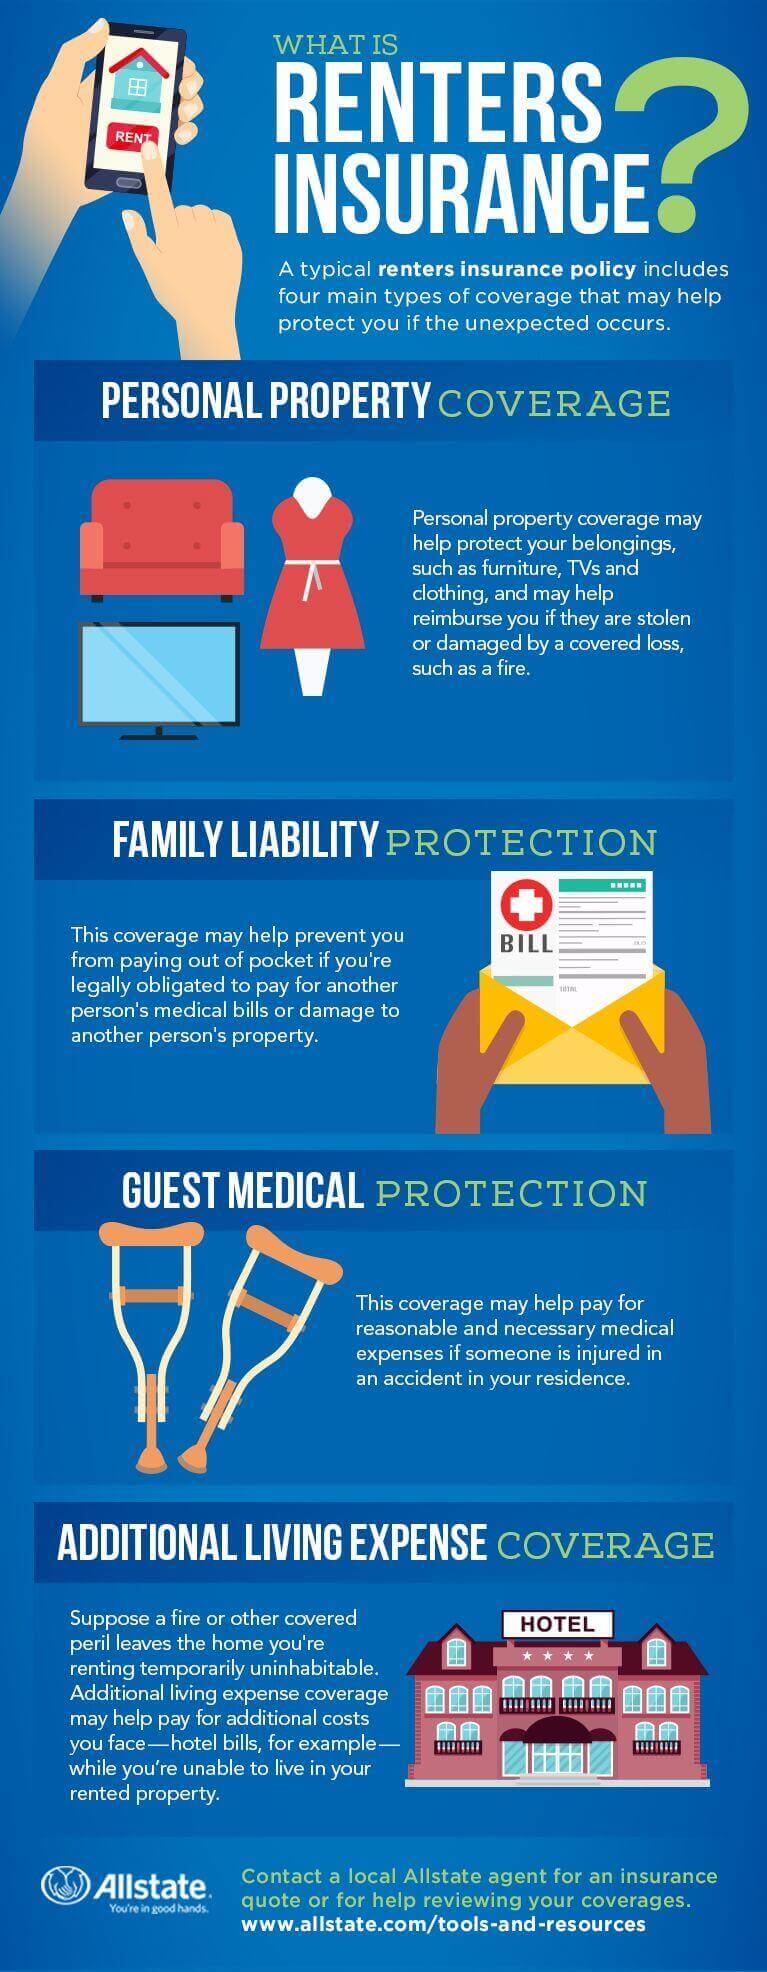 RENT
WHAT IS
RENTERS
INSURANCE?
A typical renters insurance policy includes
four main types of coverage that may help
protect you if the unexpected occurs.
PERSONAL PROPERTY COVERAGE
Personal property coverage may
help protect your belongings,
such as furniture, TVs and
clothing, and may help
reimburse you if they are stolen
or damaged by a covered loss,
such as a fire.
FAMILY LIABILITY PROTECTION
This coverage may help prevent you
from paying out of pocket if you're
legally obligated to pay for another
person's medical bills or damage to
another person's property.
BILL
TOTAL
GUEST MEDICAL PROTECTION
This coverage may help pay for
reasonable and necessary medical
expenses if someone is injured in
an accident in your residence.
ADDITIONAL LIVING EXPENSE COVERAGE
Suppose a fire or other covered
peril leaves the home you're
renting temporarily uninhabitable.
Additional living expense coverage
may help pay for additional costs
you face—hotel bills, for example—
while you’re unable to live in your
rented property.
HOTEL
Allstate.
You're in good hands.
Contact a local Allstate agent for an insurance
quote or for help reviewing your coverages.
www.allstate.com/tools-and-resources